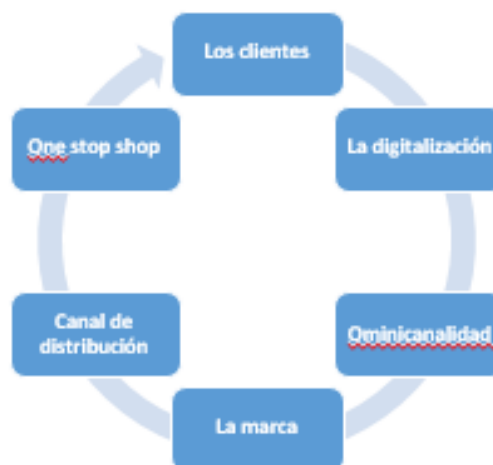 Los clientes
La digitalización
Ominicanalidad
La marca
Canal de
distribución
One stop shop